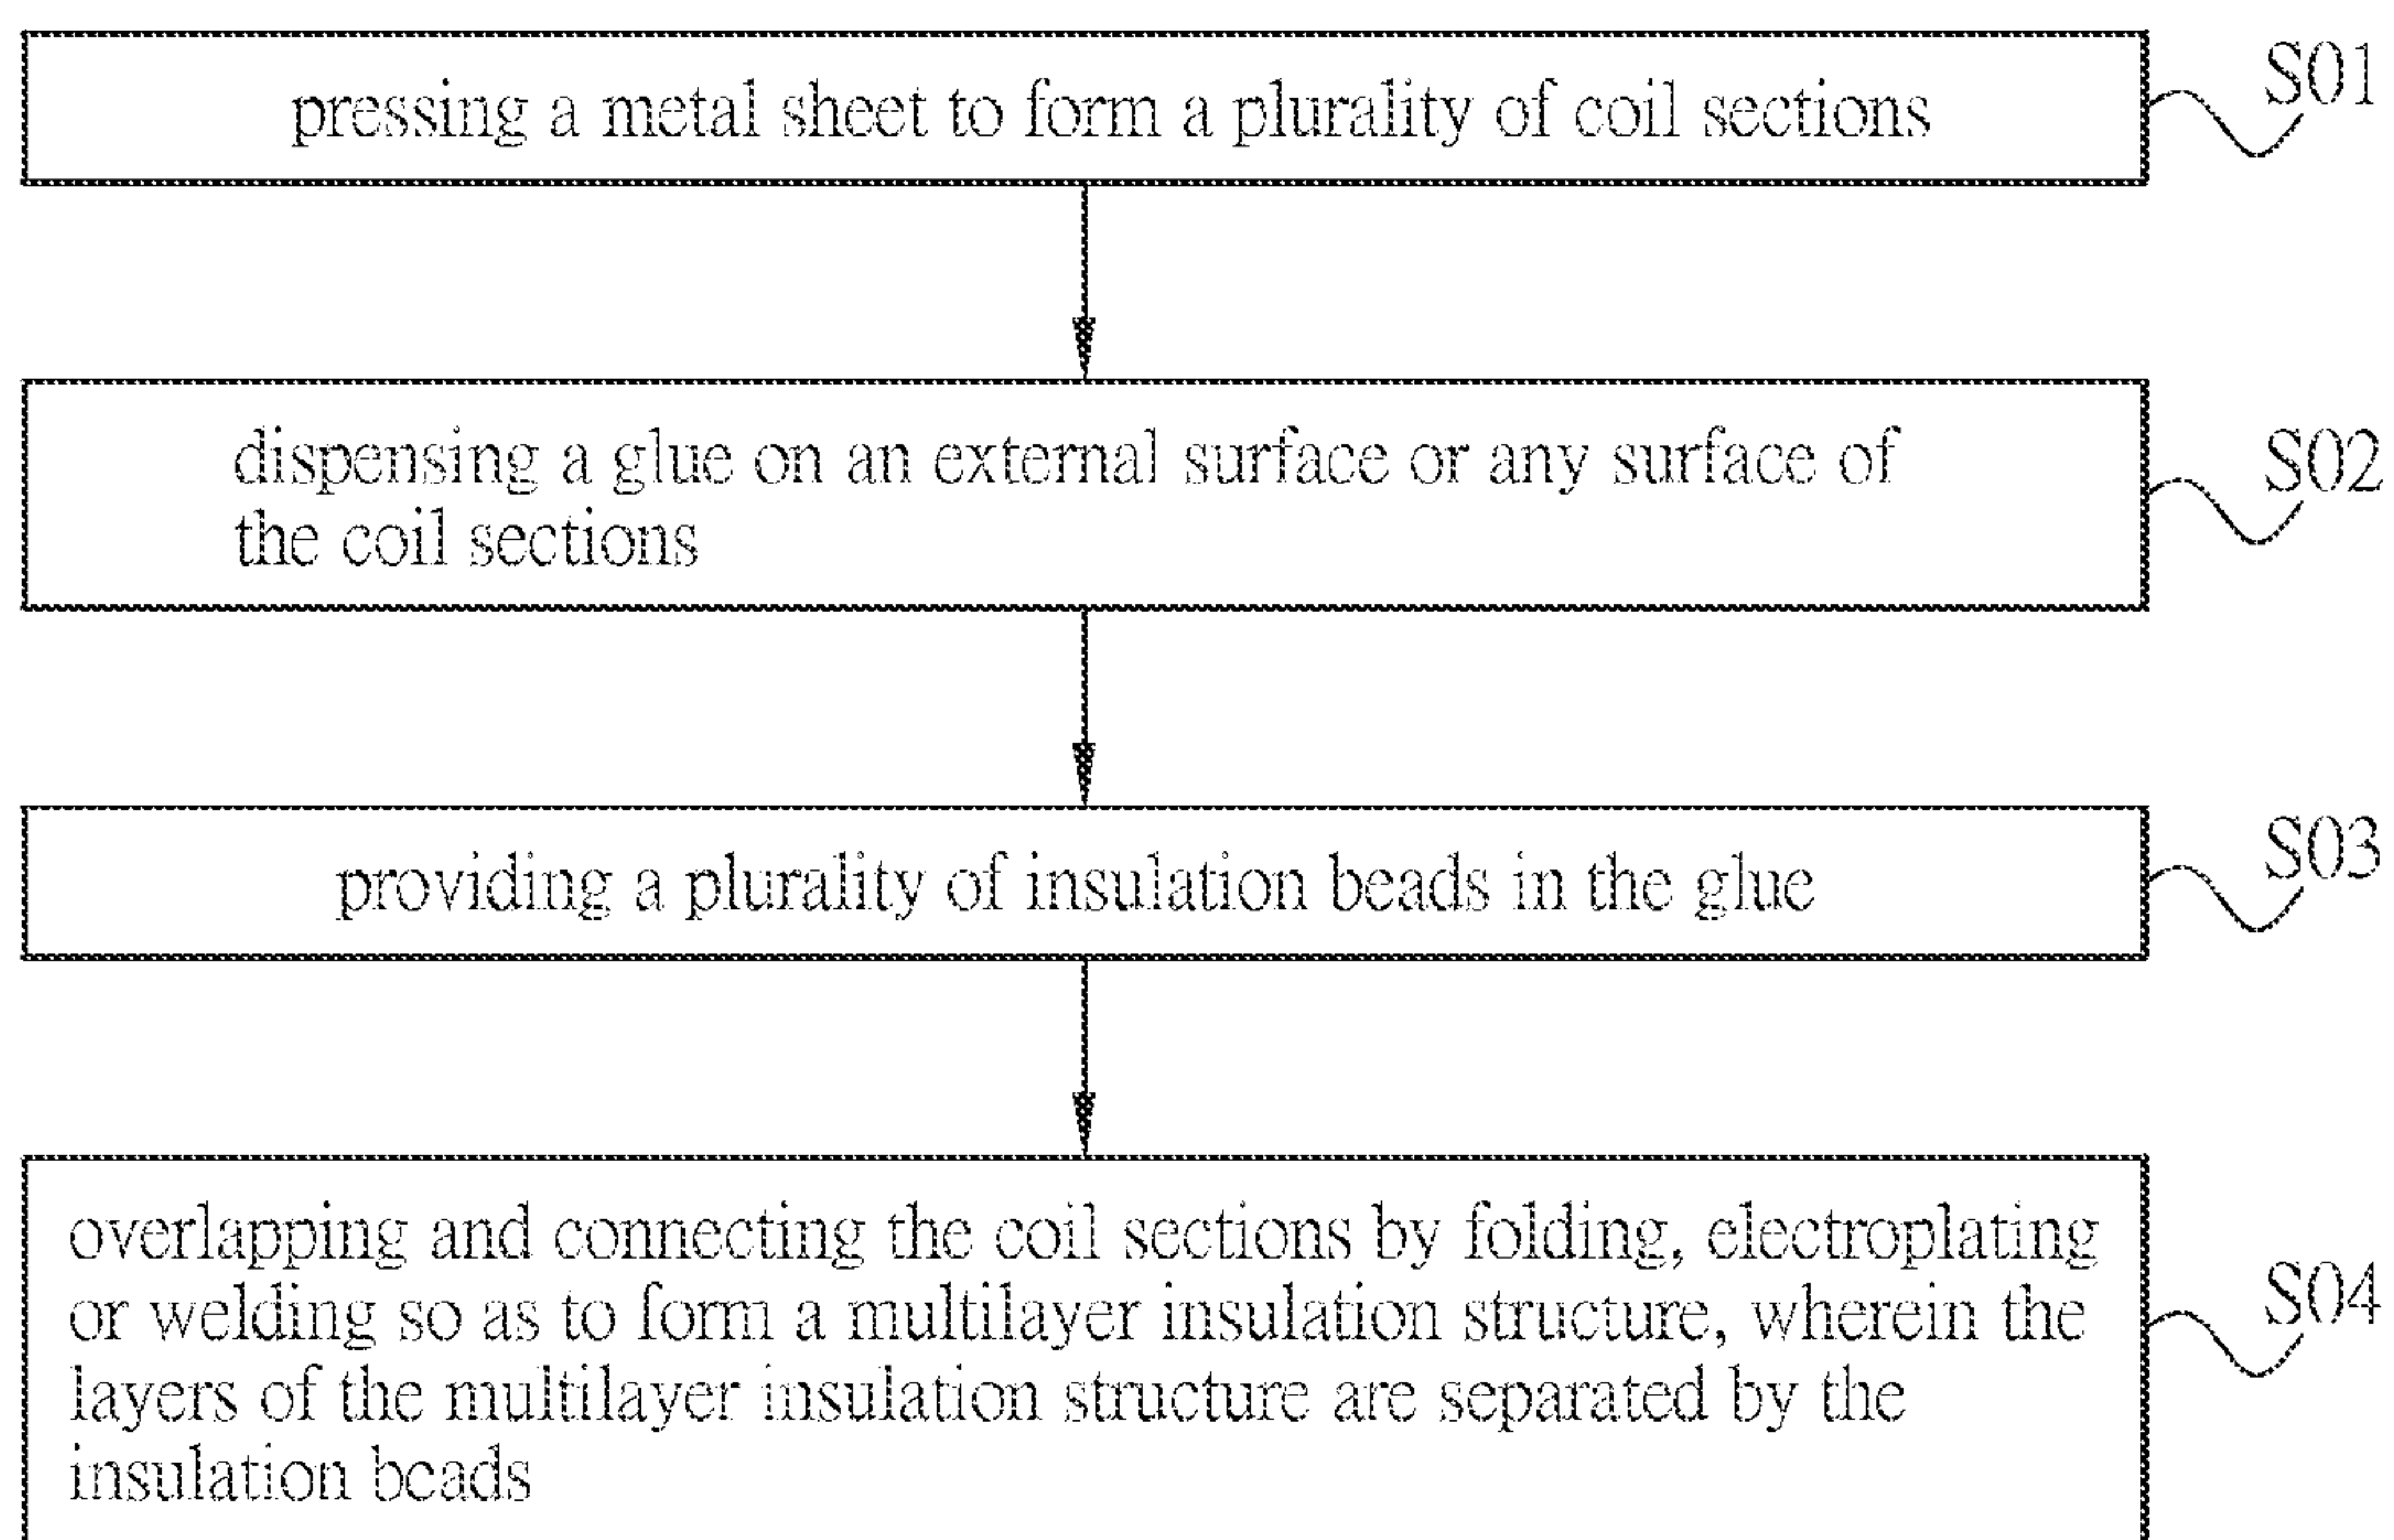 pressing a metal sheet to form a plurality of coil sections
S01
dispensing a glue on an external surface or any surface of
the coil sections
S02
providing a plurality of insulation beads in the glue
S03
overlapping and connecting the coil sections by folding, electroplating
or welding so as to form a multilayer insulation structure, wherein the
layers of the multilayer insulation structure are separated by the
insulation beads
S04